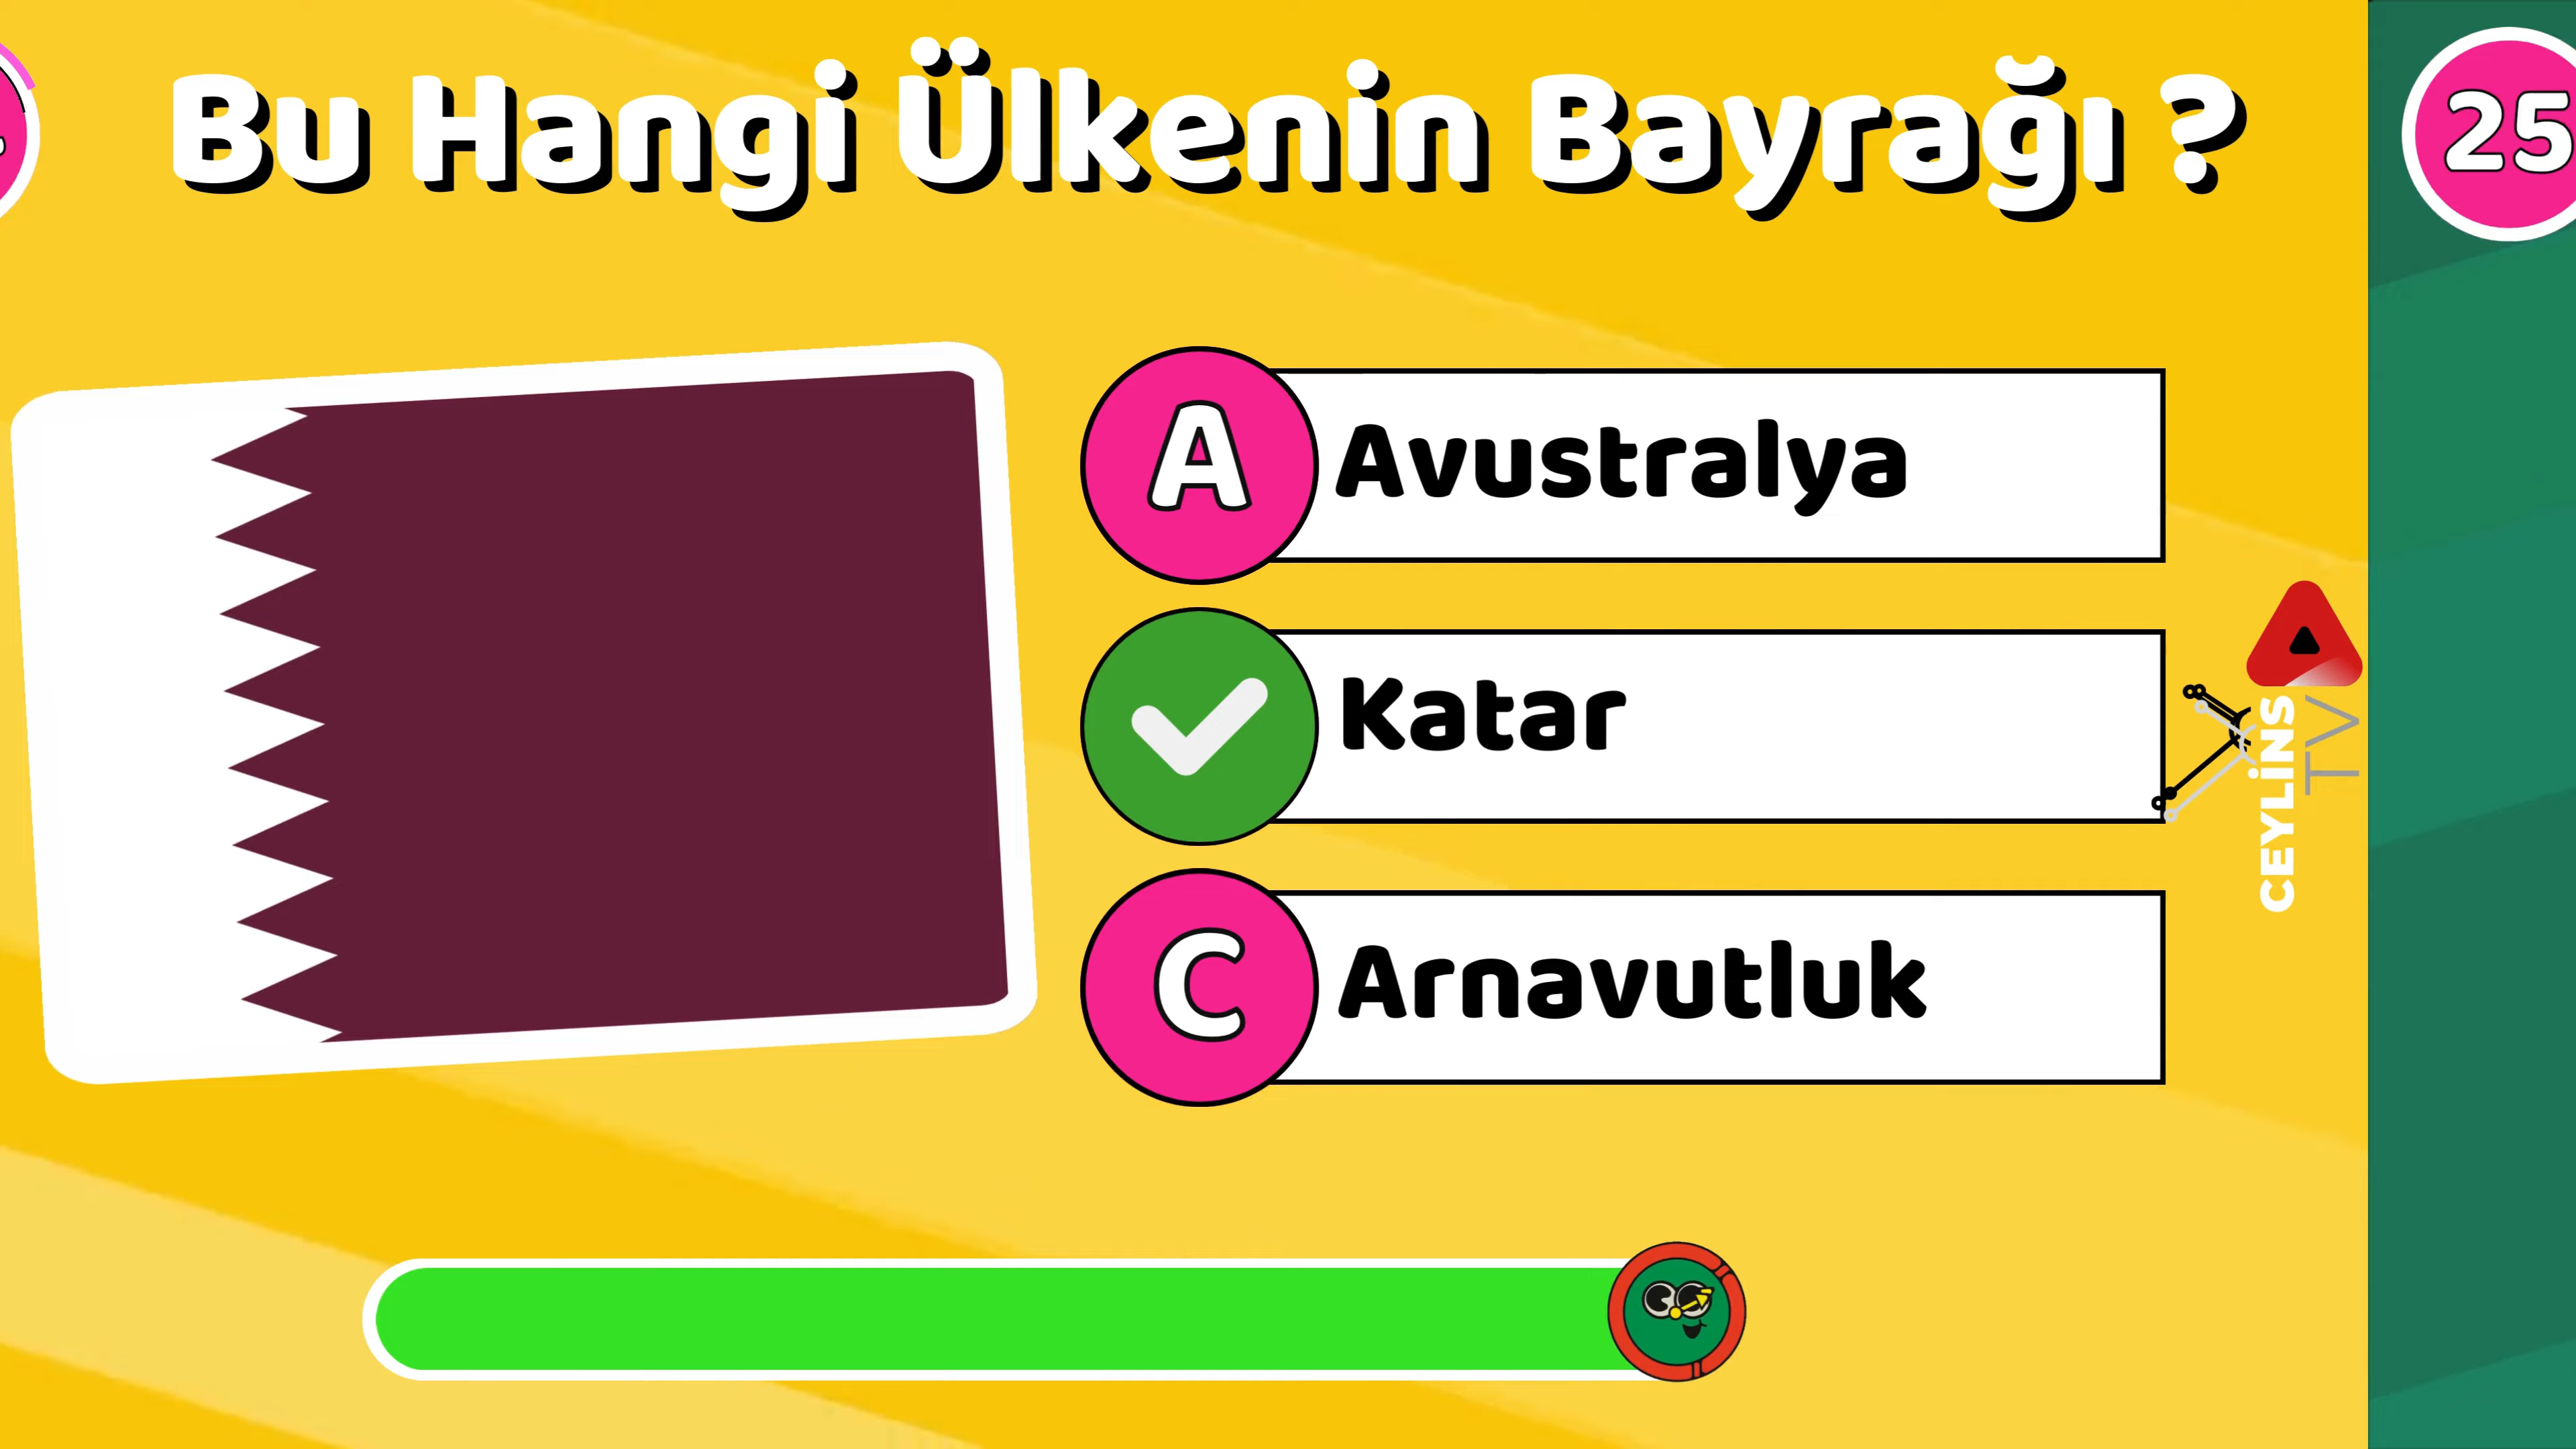 Bu Hangi Ülkenin Bayrağı ?
25
A Avustralya
Katar
C Arnavutluk
CEYLİNS
TV